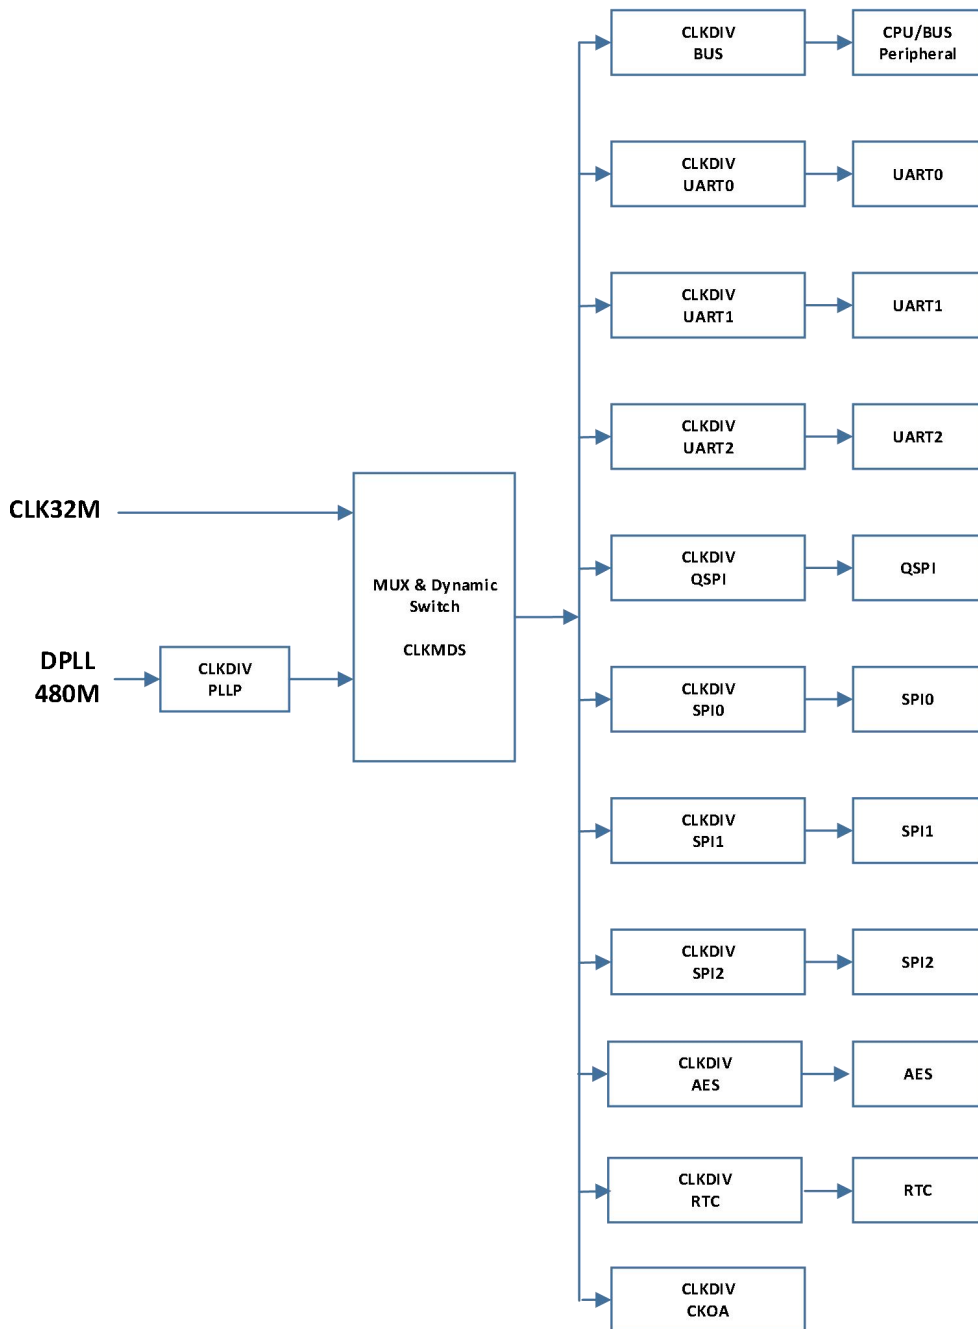 CLKDIV
BUS
CPU/BUS
Peripheral
CLKDIV
UART0
UART0
CLKDIV
UART1
UART1
CLKDIV
UART2
UART2
CLK32M
MUX & Dynamic
Switch
CLKMDS
CLKDIV
QSPI
QSPI
DPLL
480M
CLKDIV
PLLP
CLKDIV
SPI0
SPI0
CLKDIV
SPI1
SPI1
CLKDIV
SPI2
SPI2
CLKDIV
AES
AES
CLKDIV
RTC
RTC
CLKDIV
CKOA